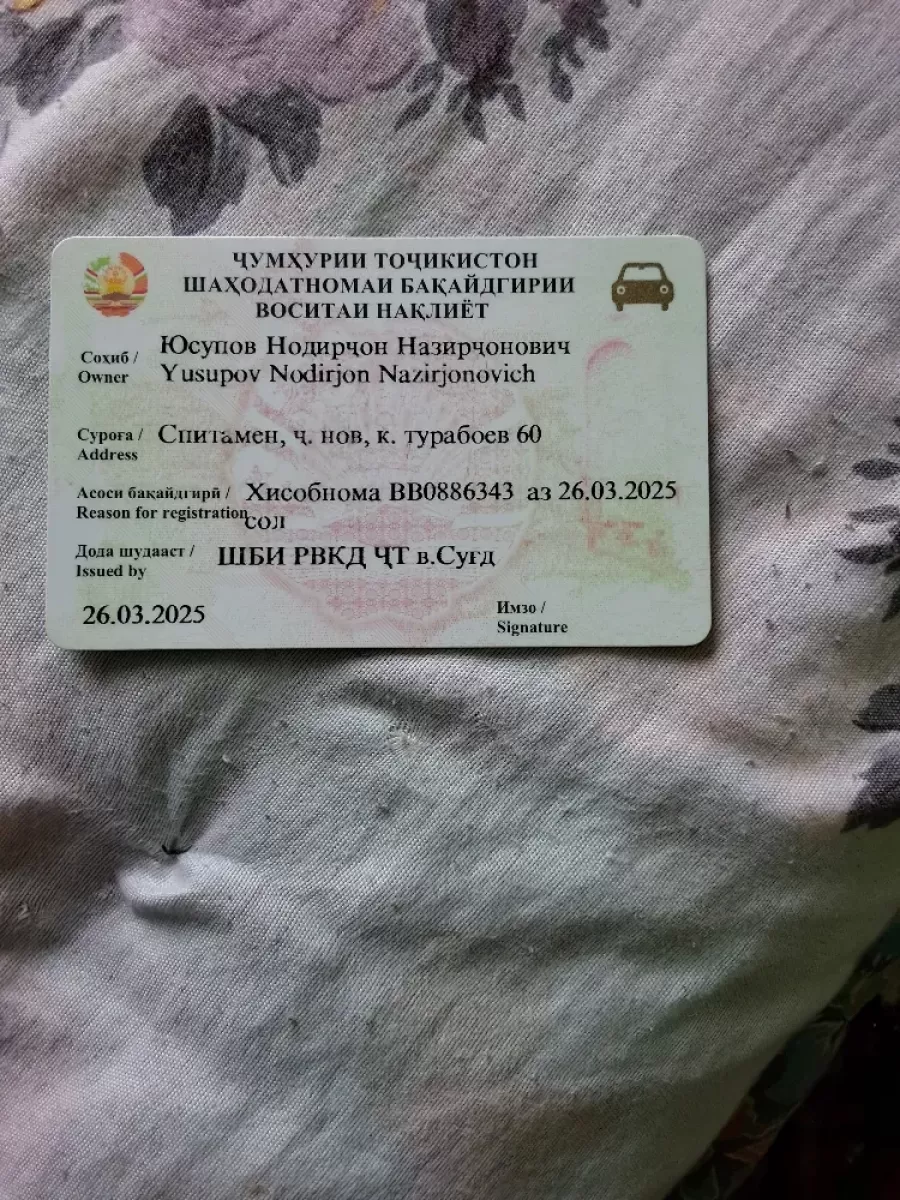 ҶУМҲУРИИ ТОҶИКИСТОН
ШАҲОДАТНОМАИ БАҚАЙДГИРИИ
ВОСИТАИ НАҚЛИЁТ
Соҳиб / Юсупов Нодирҷон Назирҷонович
Owner Yusupov Nodirjon Nazirjonovich
Суроға / Спитамен, ҷ. нов, к. турабоев 60
Address
Асоси бақайдгирӣ / Хисобнома ВВ0886343 аз 26.03.2025
Reason for registration сол
Дода шудааст / ШБИ РВКД ҶТ в.Суғд
Issued by
26.03.2025 Имзо /
Signature